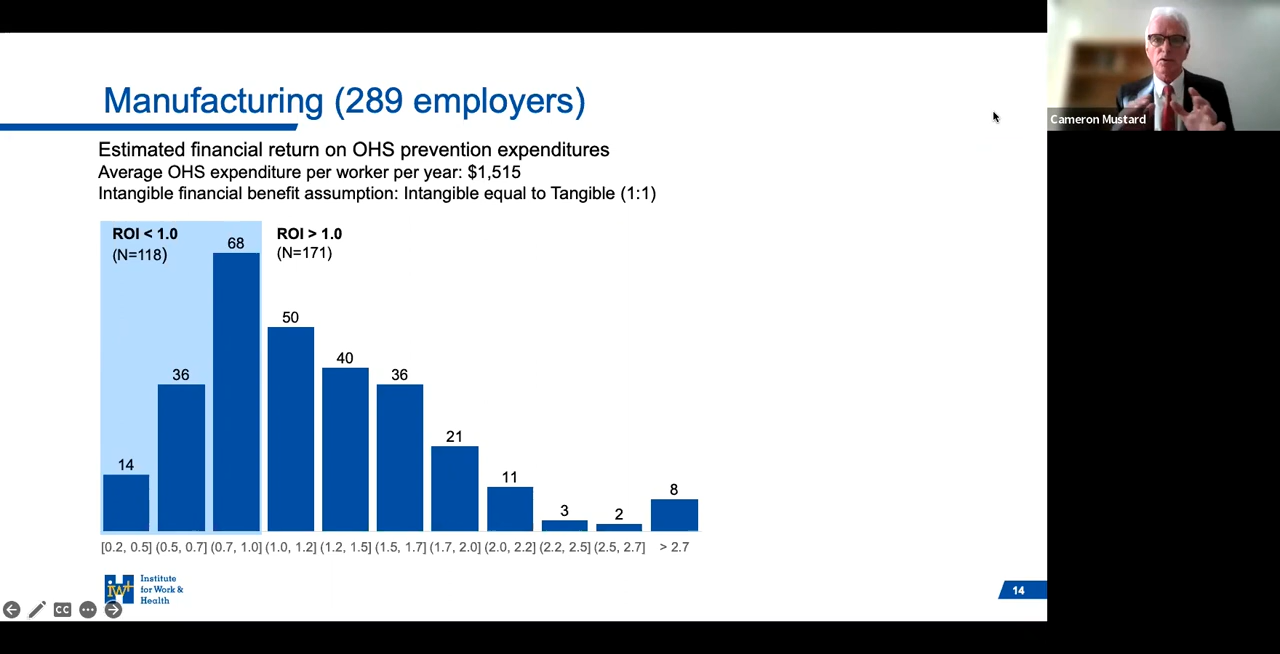 Manufacturing (289 employers)
Estimated financial return on OHS prevention expenditures
Average OHS expenditure per worker per year: $1,515
Intangible financial benefit assumption: Intangible equal to Tangible (1:1)
ROI < 1.0
(N=118)
ROI > 1.0
(N=171)
14
36
68
50
40
36
21
11
3
2
8
[0.2, 0.5] (0.5, 0.7] (0.7, 1.0] (1.0, 1.2] (1.2, 1.5] (1.5, 1.7] (1.7, 2.0] (2.0, 2.2] (2.2, 2.5] (2.5, 2.7] > 2.7
iw+
Institute
for Work &
Health
CC
14
Cameron Mustard